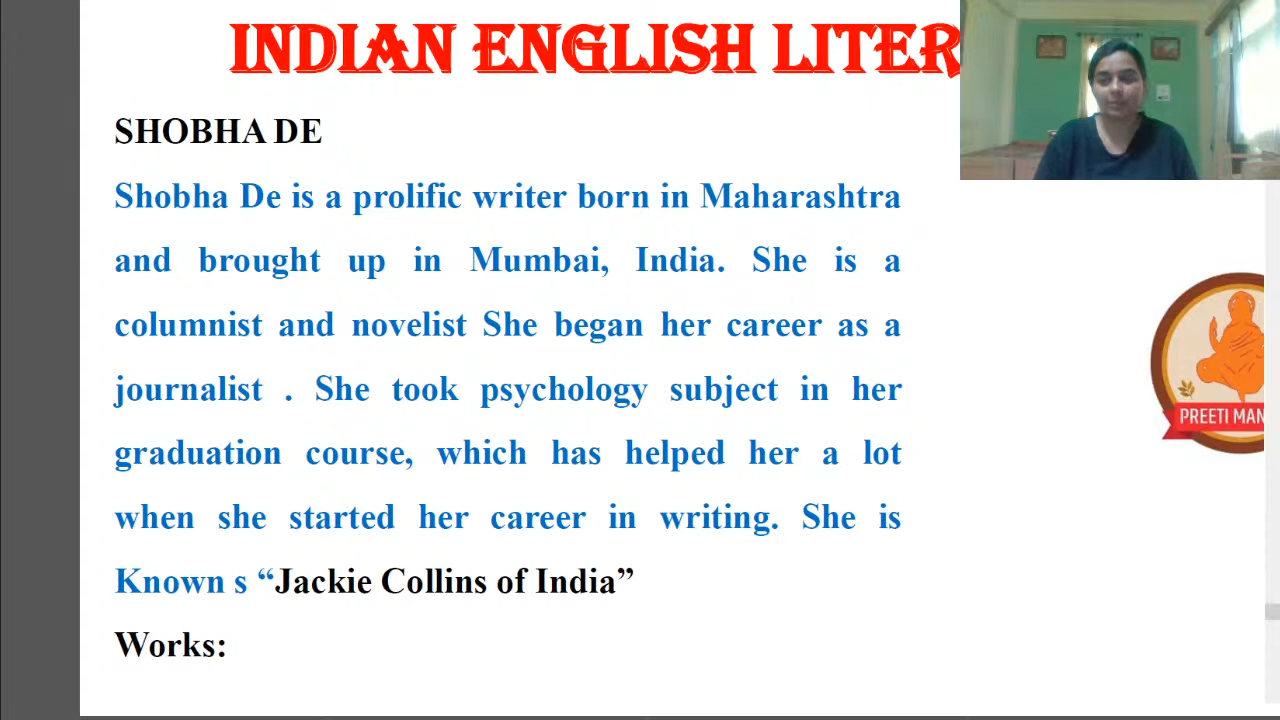 INDIAN ENGLISH LITER
SHOBHA DE
Shobha De is a prolific writer born in Maharashtra
and brought up in Mumbai, India. She is a
columnist and novelist She began her career as a
journalist . She took psychology subject in her
graduation course, which has helped her a lot
when she started her career in writing. She is
Known s “Jackie Collins of India”
Works:
PREETI MAN